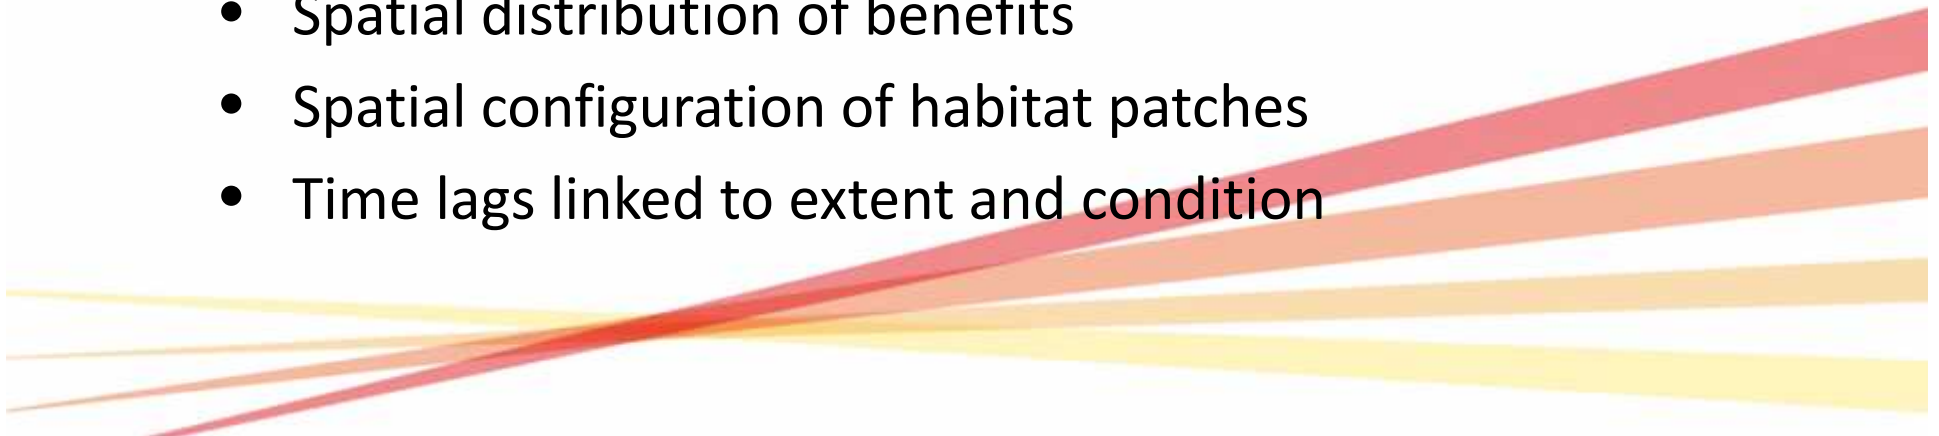 • Spatial distribution of benefits
• Spatial configuration of habitat patches
• Time lags linked to extent and condition